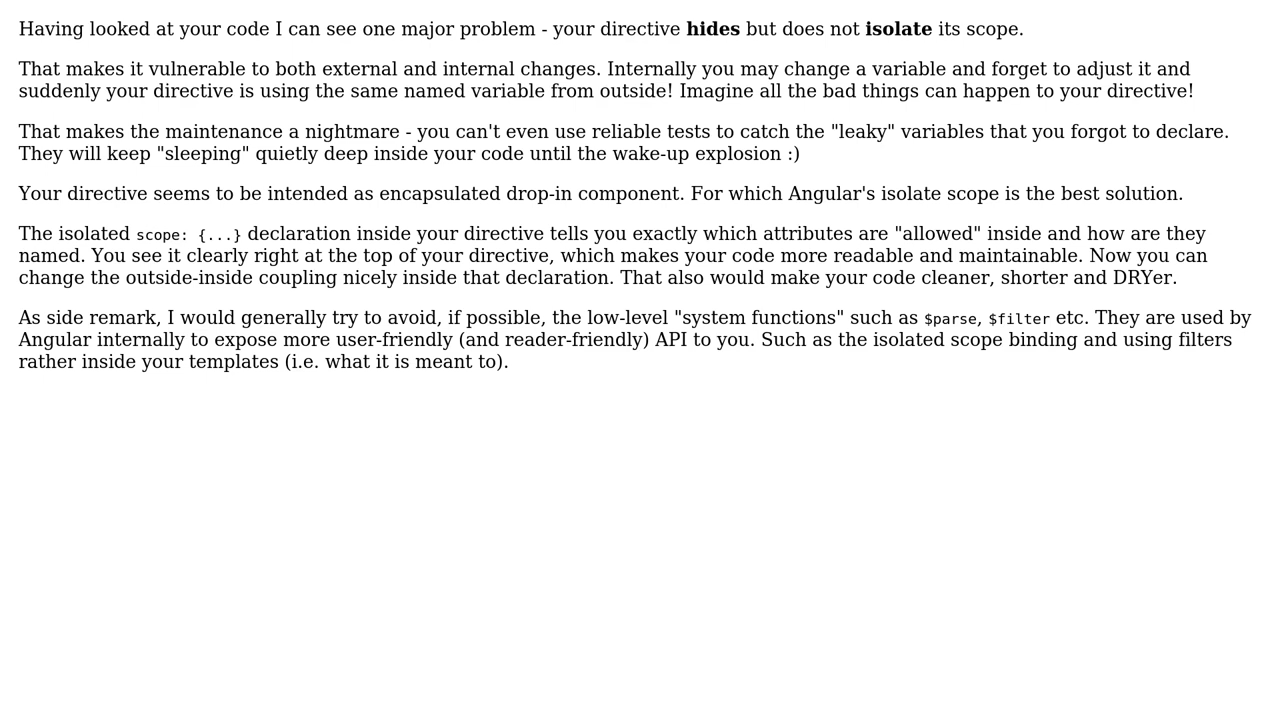 Having looked at your code I can see one major problem - your directive hides but does not isolate its scope.
That makes it vulnerable to both external and internal changes. Internally you may change a variable and forget to adjust it and
suddenly your directive is using the same named variable from outside! Imagine all the bad things can happen to your directive!
That makes the maintenance a nightmare - you can't even use reliable tests to catch the "leaky" variables that you forgot to declare.
They will keep "sleeping" quietly deep inside your code until the wake-up explosion :)
Your directive seems to be intended as encapsulated drop-in component. For which Angular's isolate scope is the best solution.
The isolated scope: {...} declaration inside your directive tells you exactly which attributes are "allowed" inside and how are they
named. You see it clearly right at the top of your directive, which makes your code more readable and maintainable. Now you can
change the outside-inside coupling nicely inside that declaration. That also would make your code cleaner, shorter and DRYer.
As side remark, I would generally try to avoid, if possible, the low-level "system functions" such as $parse, $filter etc. They are used by
Angular internally to expose more user-friendly (and reader-friendly) API to you. Such as the isolated scope binding and using filters
rather inside your templates (i.e. what it is meant to).